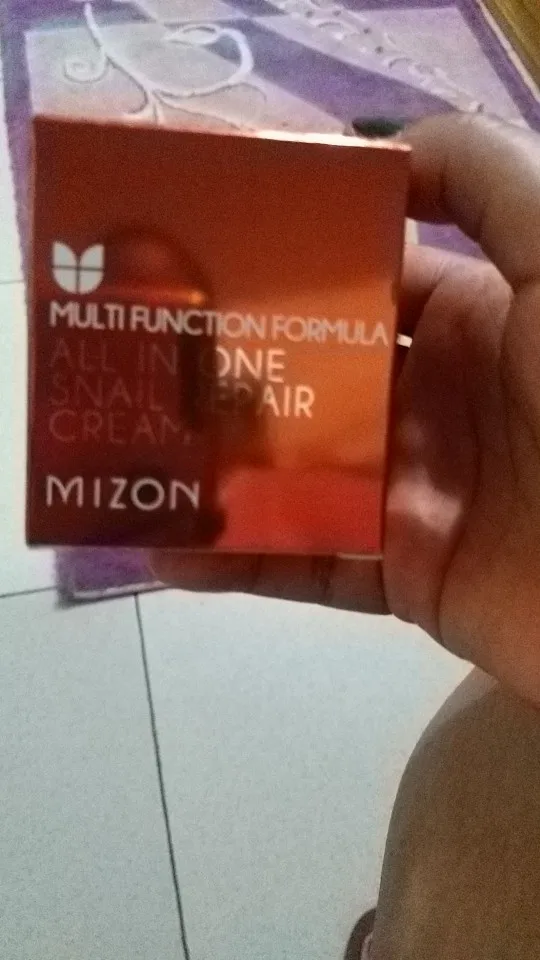 MULTI FUNCTION FORMULA
ALL IN ONE
SNAIL REPAIR
CREAM
MIZON